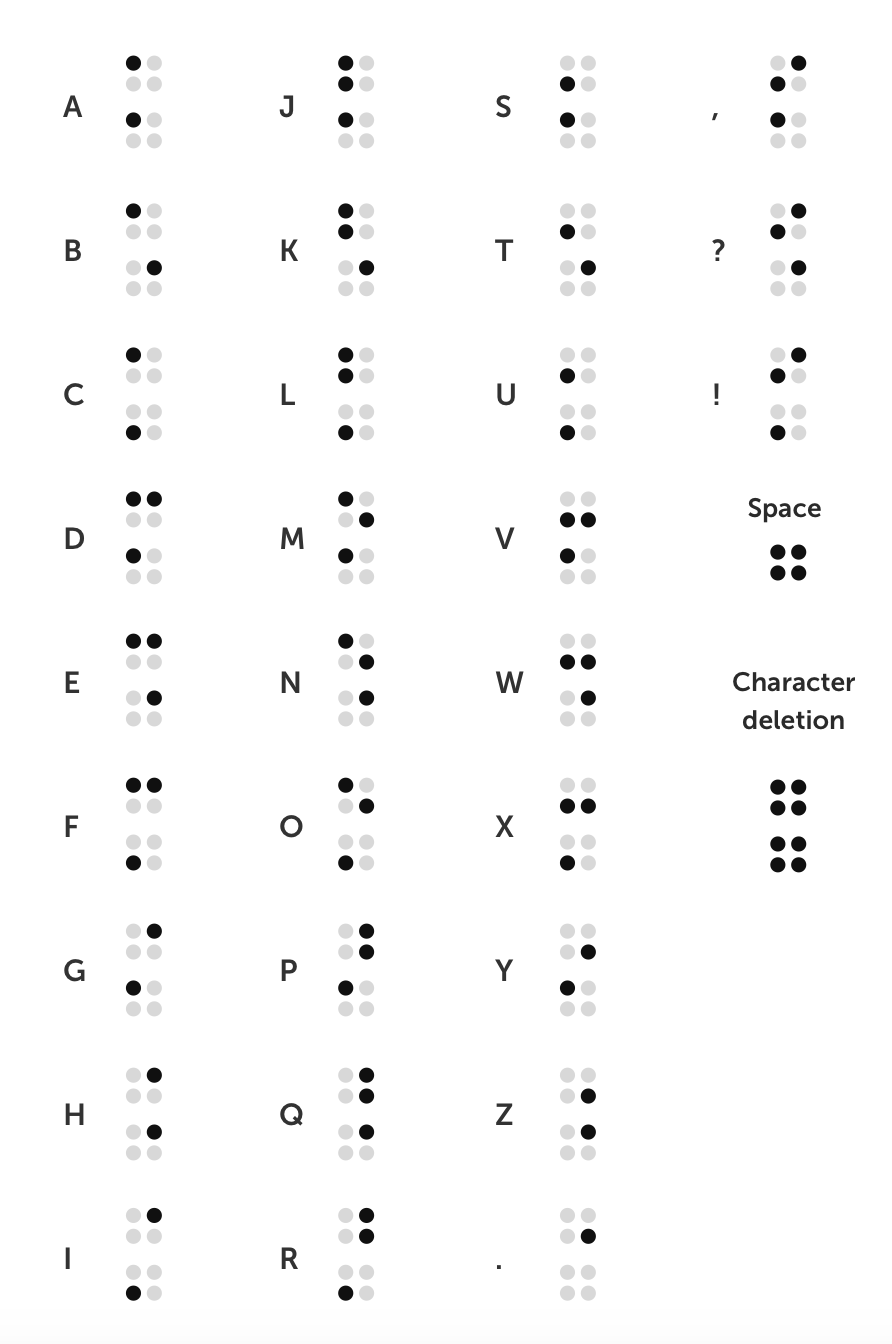 A J S ,
B K T ?
C L U !
Space
D M V
E N W Character
deletion
F O X
G P Y
H Q Z
I R .